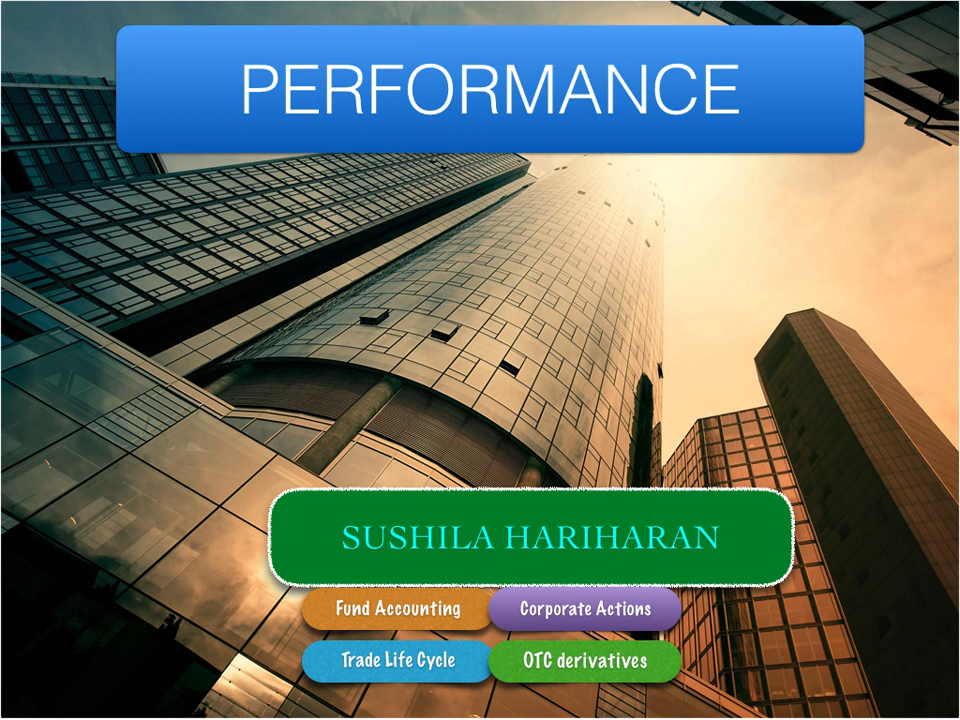 PERFORMANCE
SUSHILA HARIHARAN
Fund Accounting
Corporate Actions
Trade Life Cycle
OTC derivatives